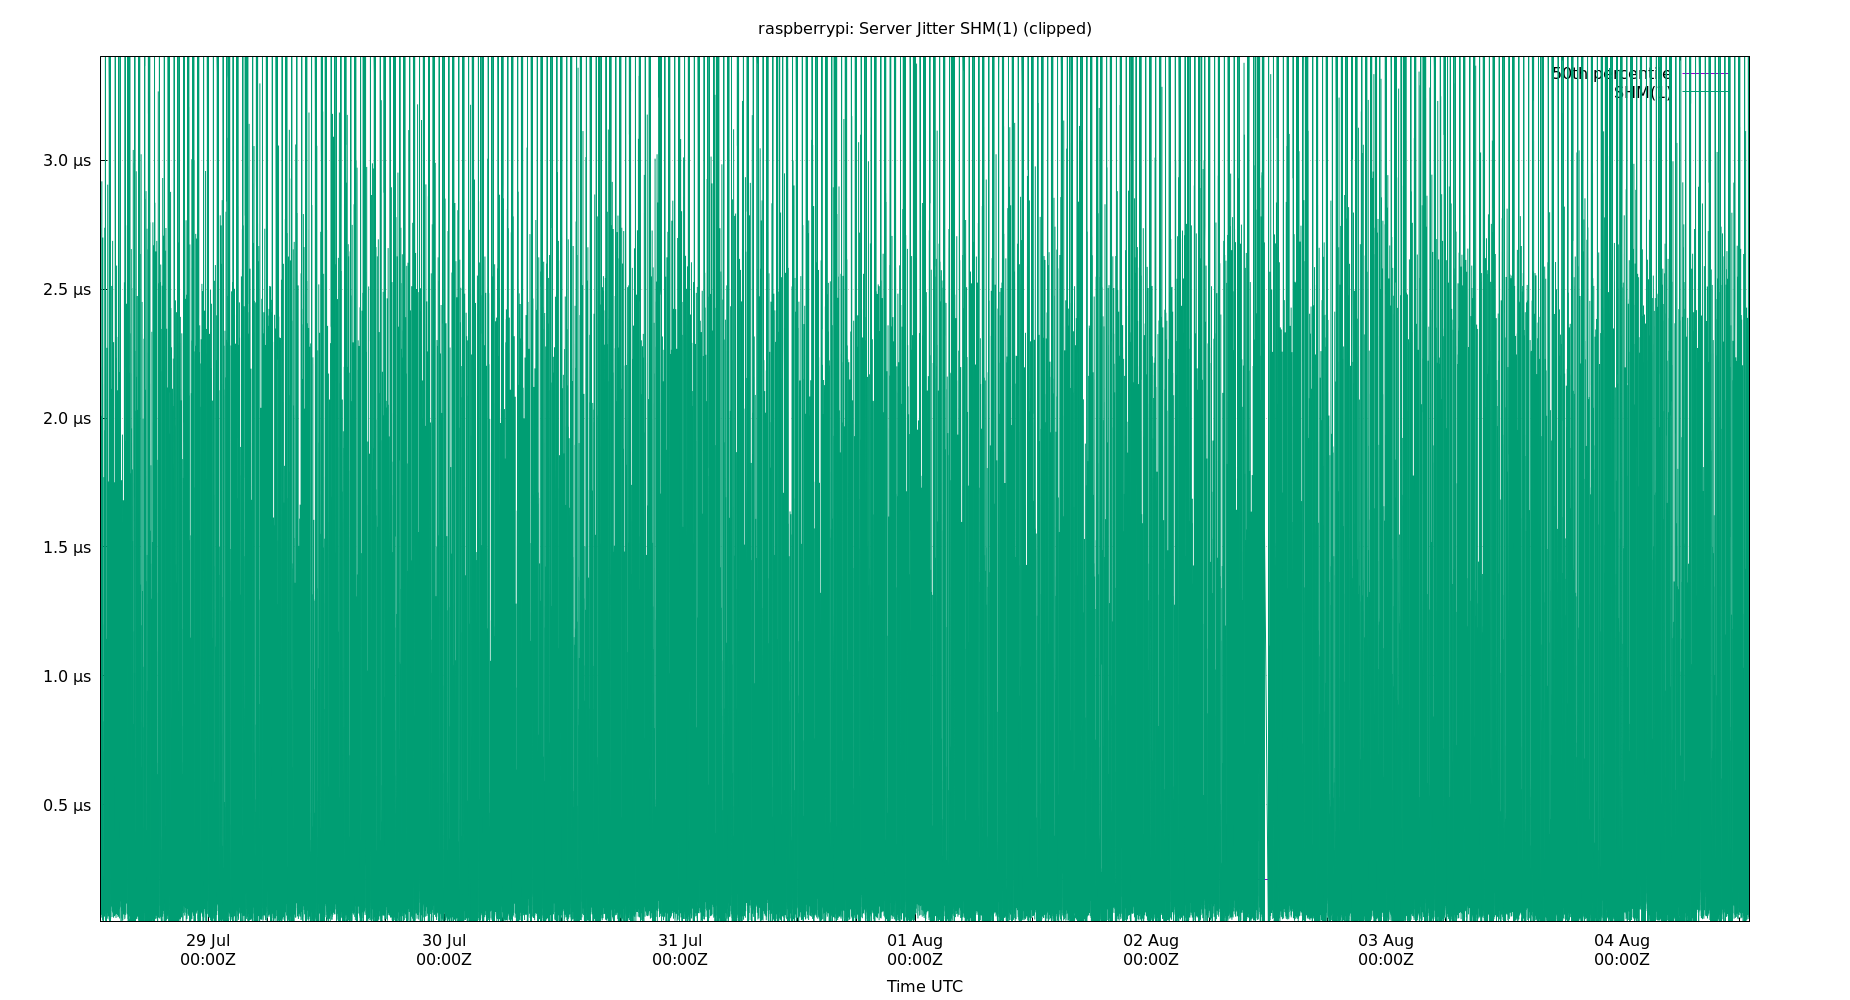 raspberrypi: Server Jitter SHM(1) (clipped)
50th percentile
SHM(1)
3.0 µs
2.5 µs
2.0 µs
1.5 µs
1.0 µs
0.5 µs
29 Jul 30 Jul 31 Jul 01 Aug 02 Aug 03 Aug 04 Aug
00:00Z 00:00Z 00:00Z 00:00Z 00:00Z 00:00Z 00:00Z
Time UTC